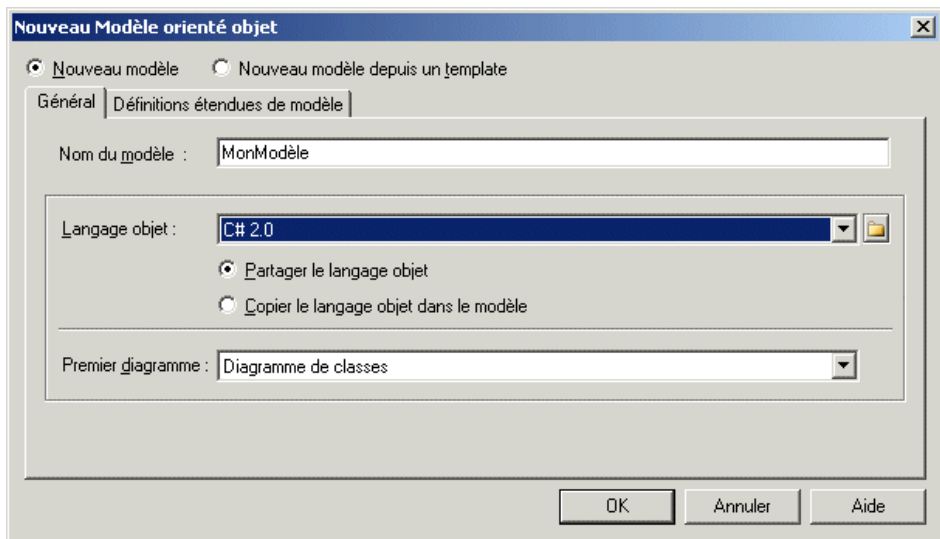 Nouveau Modèle orienté objet
Nouveau modèle Nouveau modèle depuis un template
Général Définitions étendues de modèle
Nom du modèle : MonModèle
Langage objet : C# 2.0
Partager le langage objet
Copier le langage objet dans le modèle
Premier diagramme : Diagramme de classes
OK Annuler Aide